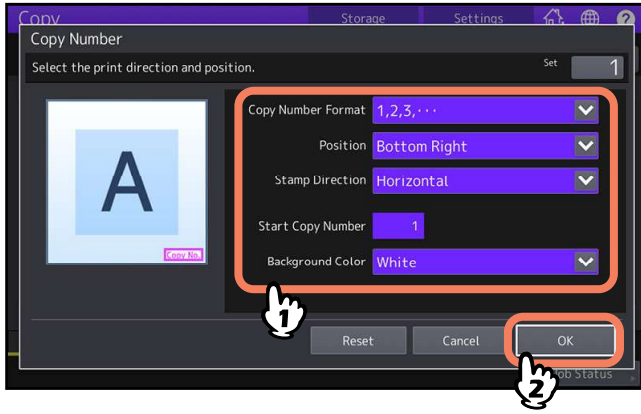 Copy
Storage
Settings
?
Copy Number
Select the print direction and position.
Set
1
Copy Number Format
1,2,3,···
Position
Bottom Right
Stamp Direction
Horizontal
Start Copy Number
1
Background Color
White
A
Copy No.
1
Reset
Cancel
OK
2
Job Status